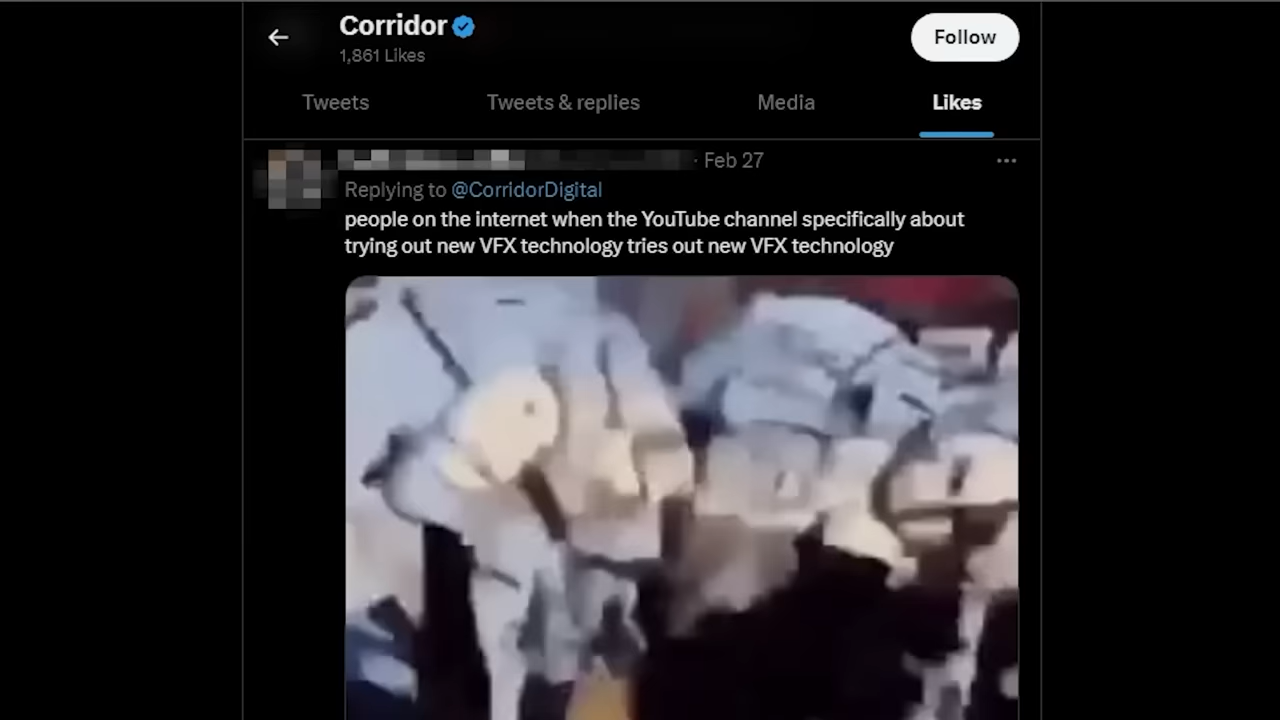 Corridor
1,861 Likes
Follow
Tweets
Tweets & replies
Media
Likes
· Feb 27
Replying to @CorridorDigital
people on the internet when the YouTube channel specifically about
trying out new VFX technology tries out new VFX technology